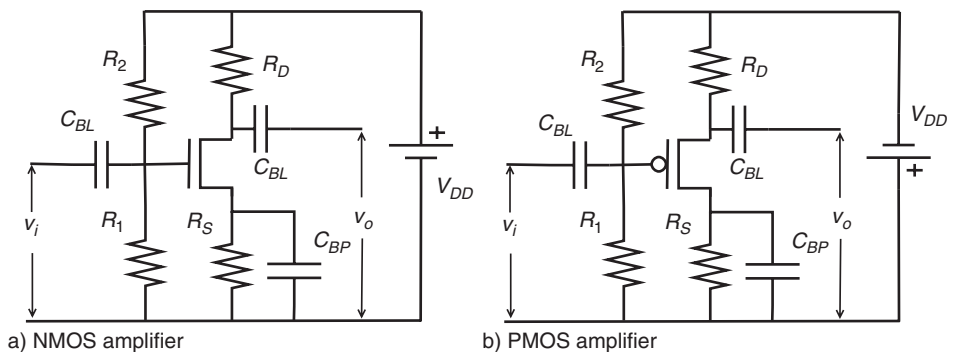 R2
RD
CBL
CBL
+
VDD
vi
R1
RS
vo
CBP
a) NMOS amplifier
R2
RD
CBL
CBL
VDD
+
vi
R1
RS
vo
CBP
b) PMOS amplifier